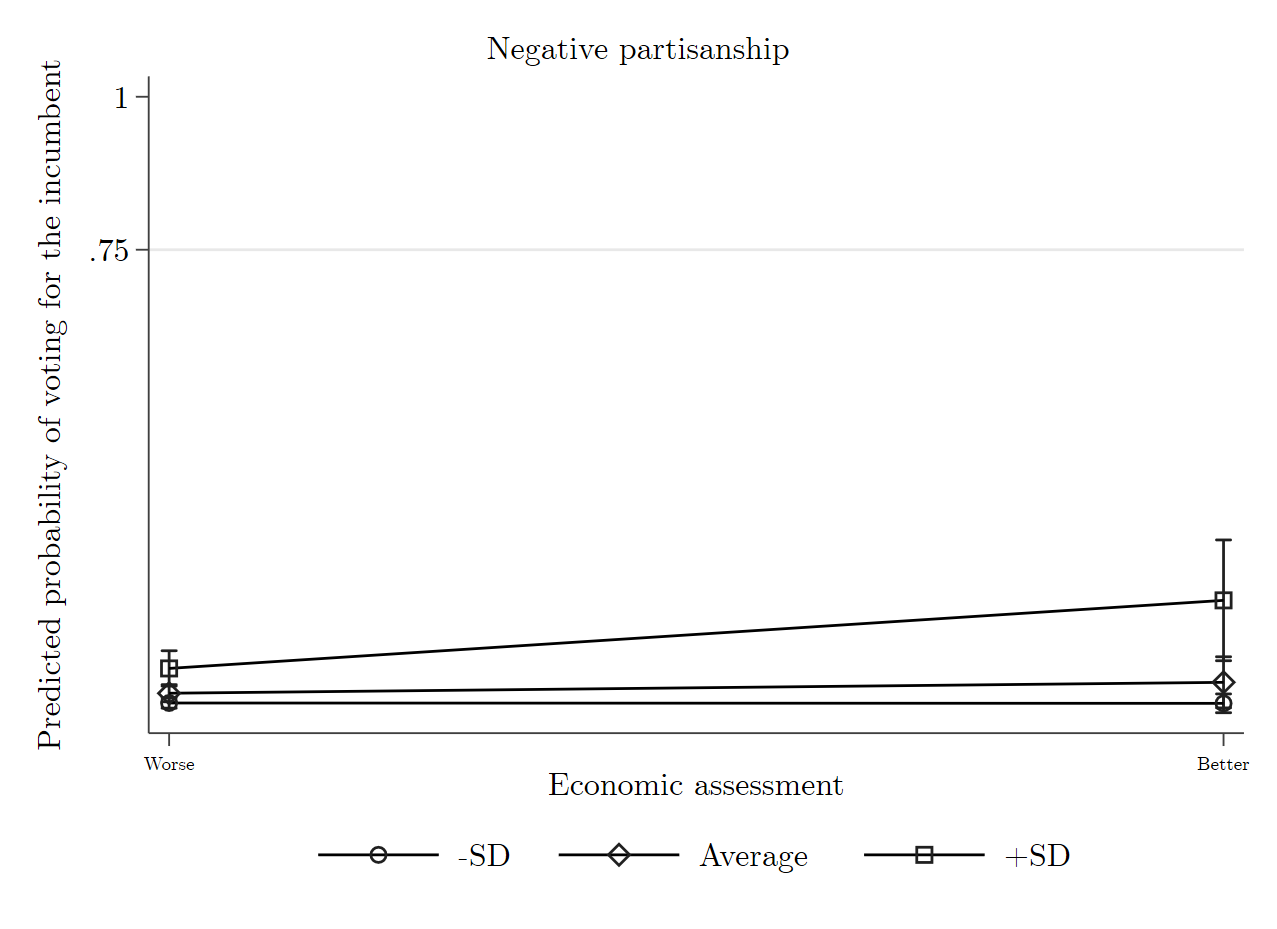 Negative partisanship
Predicted probability of voting for the incumbent
1
.75
Worse
Better
Economic assessment
-SD
Average
+SD